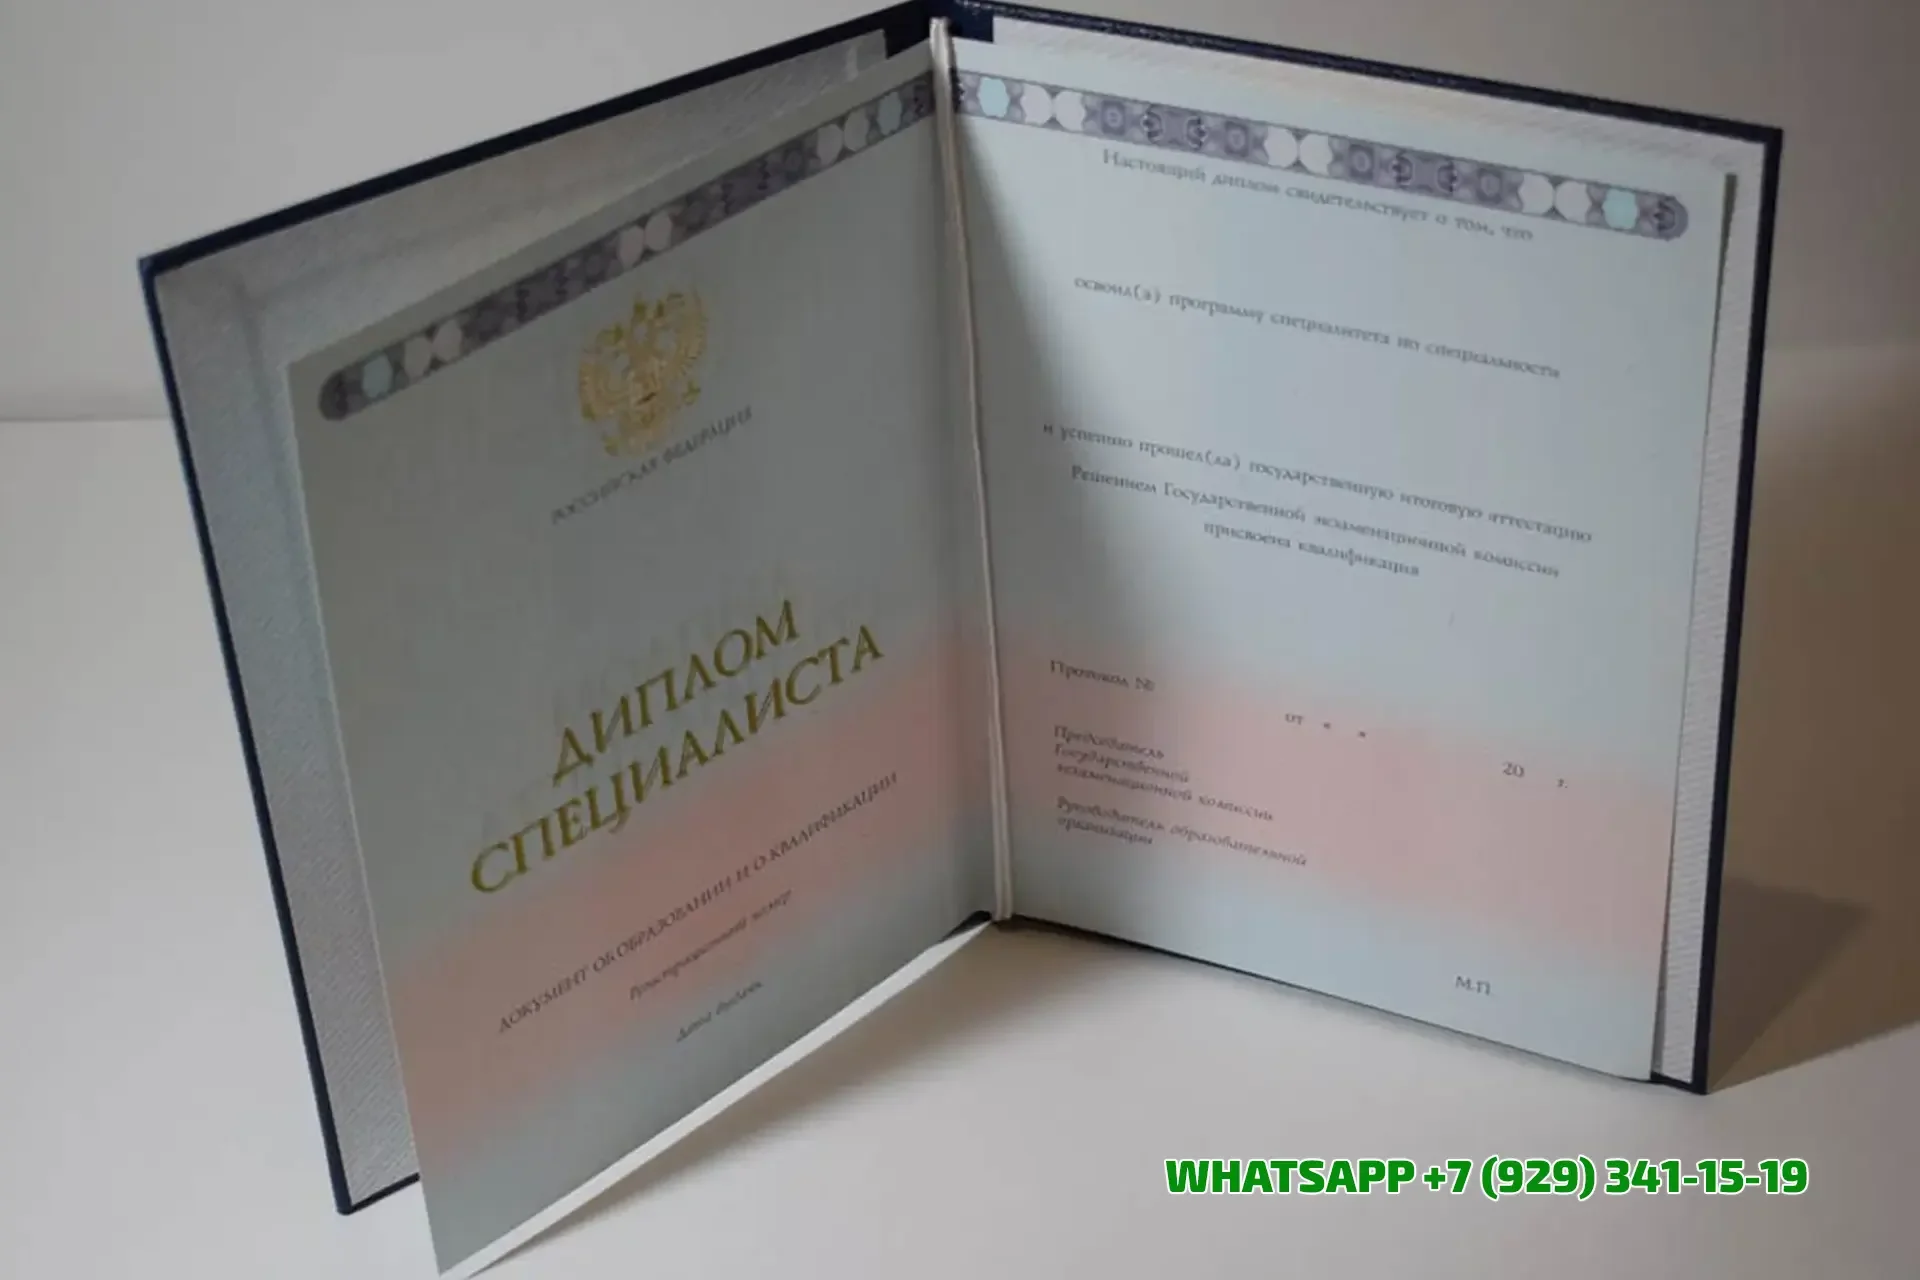 РОССИЙСКАЯ ФЕДЕРАЦИЯ
ДИПЛОМ
СПЕЦИАЛИСТА
ДОКУМЕНТ ОБ ОБРАЗОВАНИИ И О КВАЛИФИКАЦИИ
Регистрационный номер
Дата выдачи
Настоящий диплом свидетельствует о том, что
освоил(а) программу специалитета по специальности
и успешно прошел(ла) государственную итоговую аттестацию
Решением Государственной экзаменационной комиссии
присвоена квалификация
Протокол №
от « »
20 г.
Председатель
Государственной
экзаменационной комиссии
Руководитель образовательной
организации
М.П.
WHATSAPP +7 (929) 341-15-19